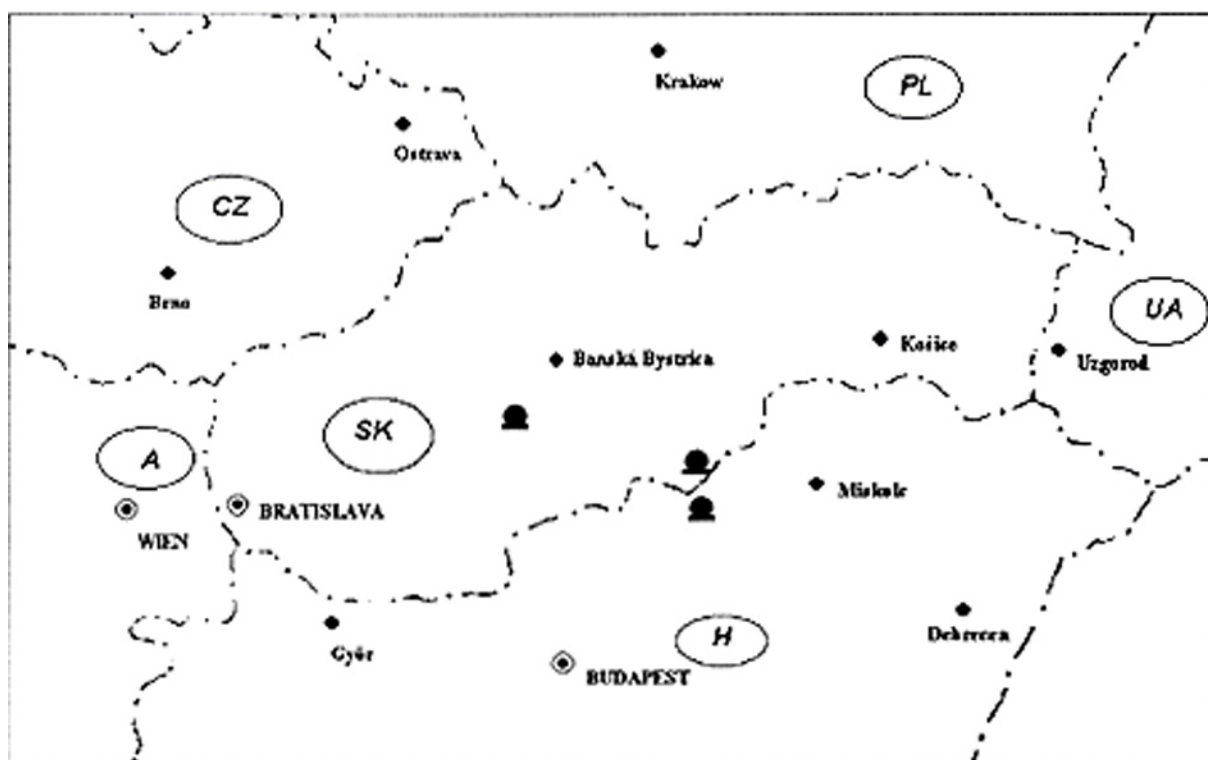 Krakow
PL
Ostrava
CZ
Brno
UA
Banská Bystrica
Košice
Uzgorod
SK
A
Miskolc
BRATISLAVA
WIEN
H
Debrecen
Győr
BUDAPEST